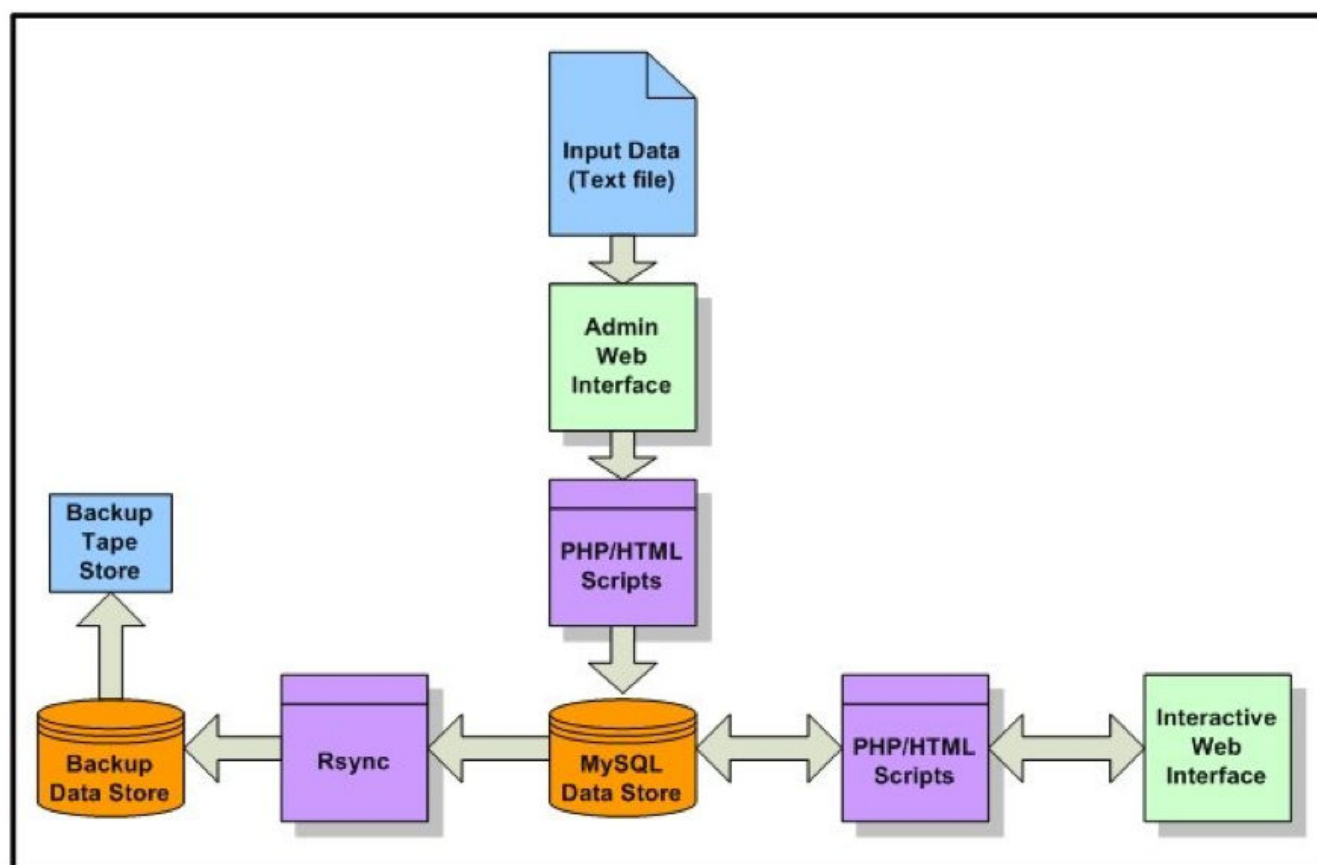 Input Data
(Text file)
Admin
Web
Interface
PHP/HTML
Scripts
Backup
Tape
Store
Backup
Data Store
Rsync
MySQL
Data Store
PHP/HTML
Scripts
Interactive
Web
Interface